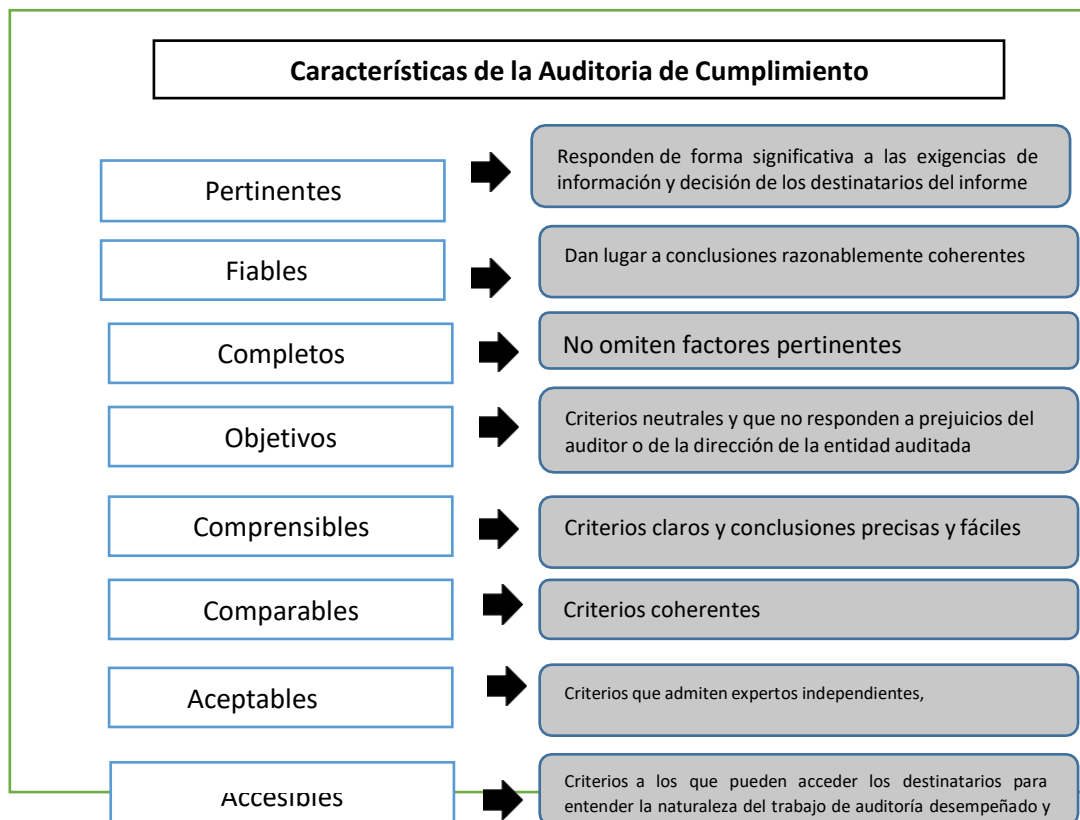 Características de la Auditoria de Cumplimiento
Pertinentes
Responden de forma significativa a las exigencias de
información y decisión de los destinatarios del informe
Fiables
Dan lugar a conclusiones razonablemente coherentes
Completos
No omiten factores pertinentes
Objetivos
Criterios neutrales y que no responden a prejuicios del
auditor o de la dirección de la entidad auditada
Comprensibles
Criterios claros y conclusiones precisas y fáciles
Comparables
Criterios coherentes
Aceptables
Criterios que admiten expertos independientes,
Accesibles
Criterios a los que pueden acceder los destinatarios para
entender la naturaleza del trabajo de auditoría desempeñado y